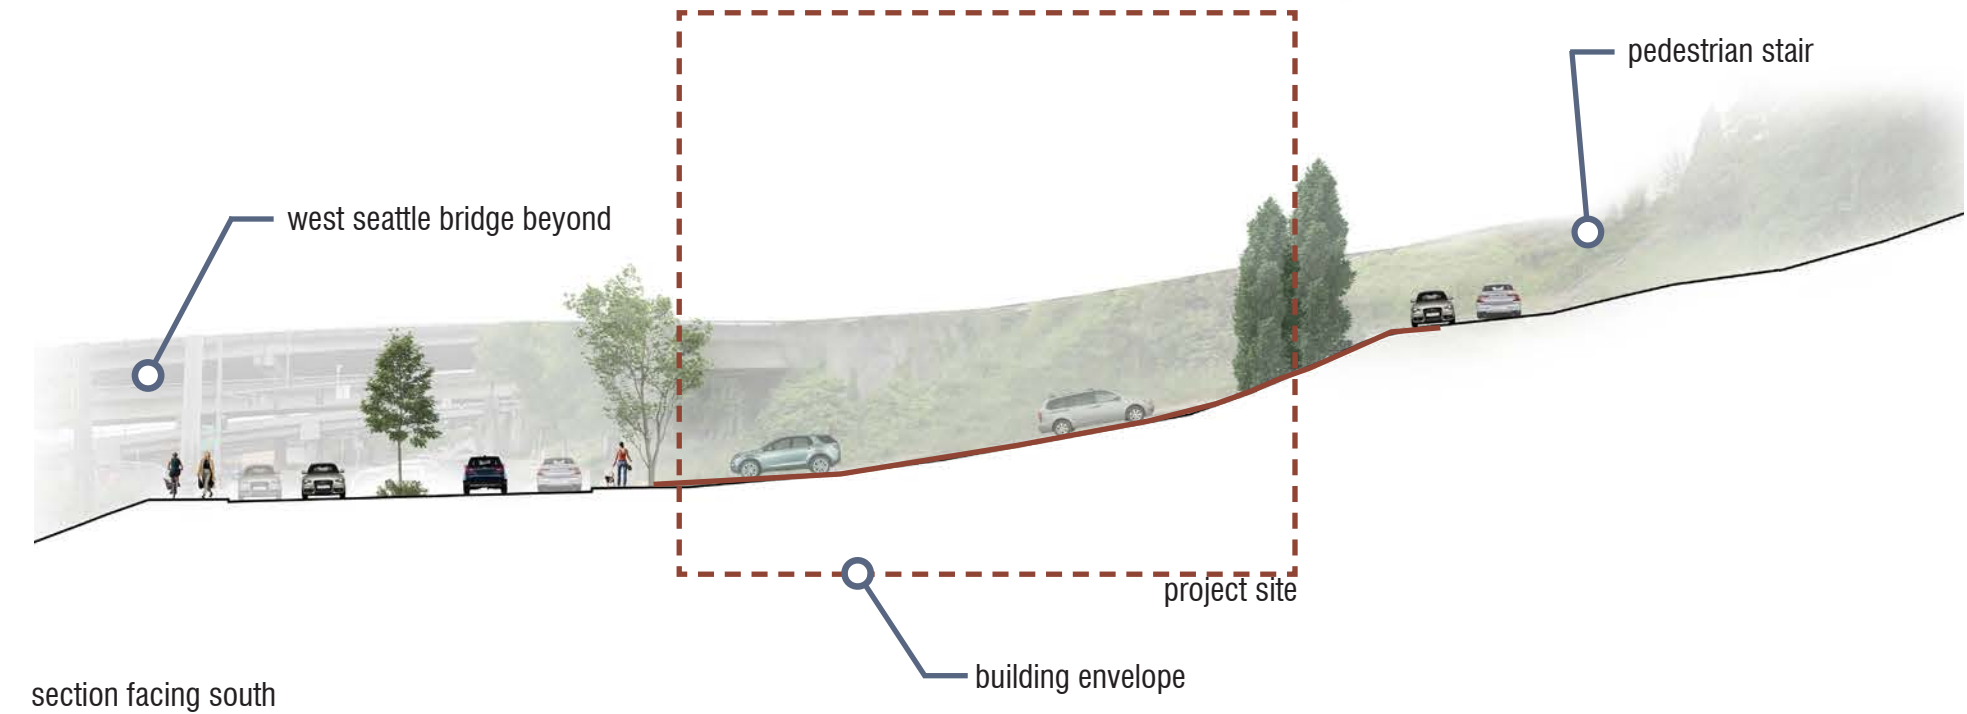 pedestrian stair
west seattle bridge beyond
project site
building envelope
section facing south